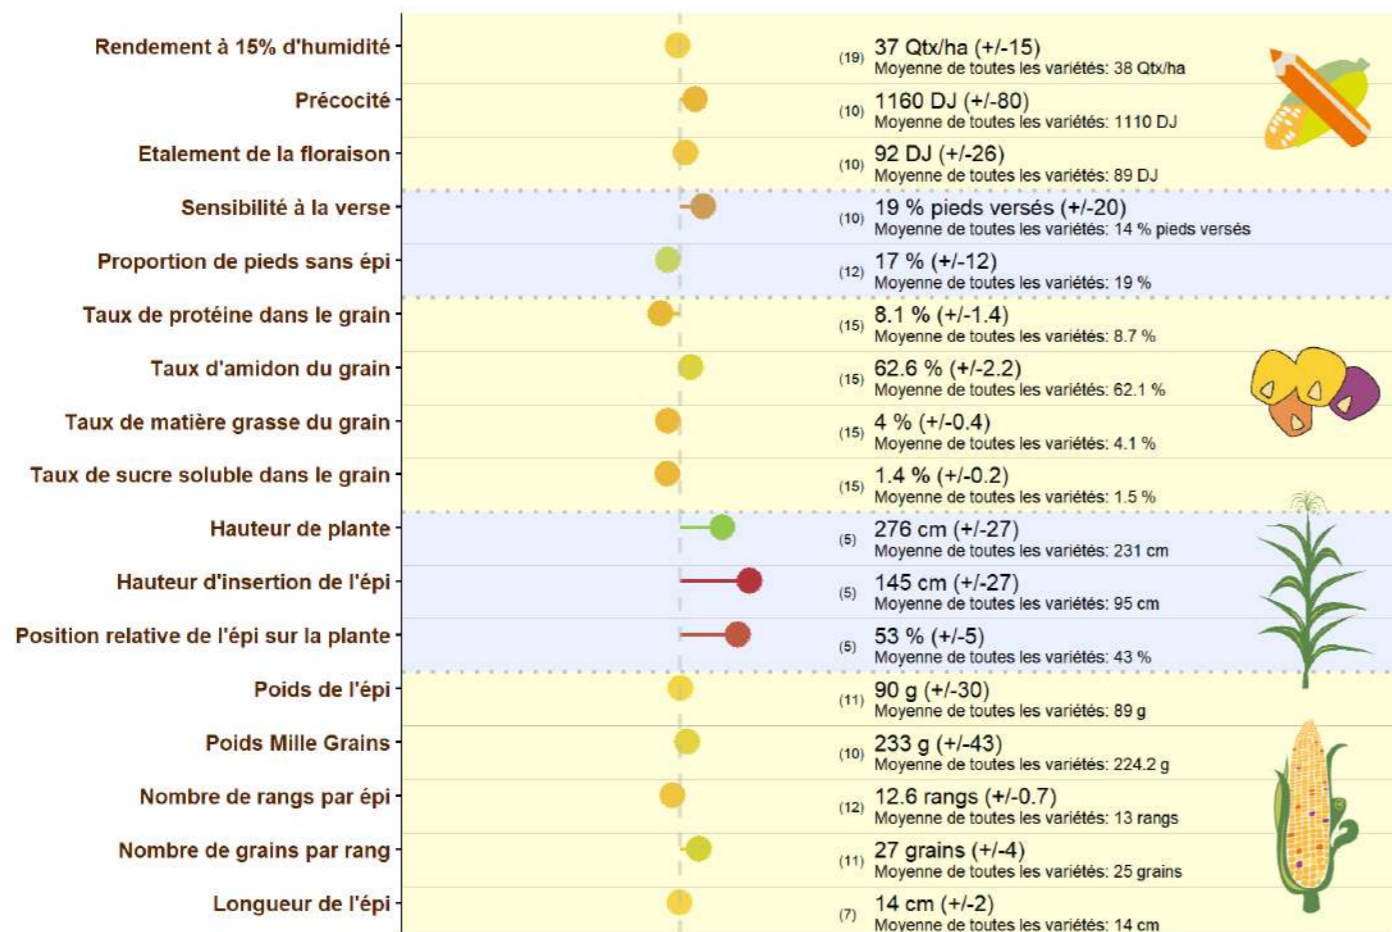 Rendement à 15% d'humidité
(19) 37 Qtx/ha (+/-15)
Moyenne de toutes les variétés: 38 Qtx/ha
Précocité
(10) 1160 DJ (+/-80)
Moyenne de toutes les variétés: 1110 DJ
Etalement de la floraison
(10) 92 DJ (+/-26)
Moyenne de toutes les variétés: 89 DJ
Sensibilité à la verse
(10) 19 % pieds versés (+/-20)
Moyenne de toutes les variétés: 14 % pieds versés
Proportion de pieds sans épi
(12) 17 % (+/-12)
Moyenne de toutes les variétés: 19 %
Taux de protéine dans le grain
(15) 8.1 % (+/-1.4)
Moyenne de toutes les variétés: 8.7 %
Taux d'amidon du grain
(15) 62.6 % (+/-2.2)
Moyenne de toutes les variétés: 62.1 %
Taux de matière grasse du grain
(15) 4 % (+/-0.4)
Moyenne de toutes les variétés: 4.1 %
Taux de sucre soluble dans le grain
(15) 1.4 % (+/-0.2)
Moyenne de toutes les variétés: 1.5 %
Hauteur de plante
(5) 276 cm (+/-27)
Moyenne de toutes les variétés: 231 cm
Hauteur d'insertion de l'épi
(5) 145 cm (+/-27)
Moyenne de toutes les variétés: 95 cm
Position relative de l'épi sur la plante
(5) 53 % (+/-5)
Moyenne de toutes les variétés: 43 %
Poids de l'épi
(11) 90 g (+/-30)
Moyenne de toutes les variétés: 89 g
Poids Mille Grains
(10) 233 g (+/-43)
Moyenne de toutes les variétés: 224.2 g
Nombre de rangs par épi
(12) 12.6 rangs (+/-0.7)
Moyenne de toutes les variétés: 13 rangs
Nombre de grains par rang
(11) 27 grains (+/-4)
Moyenne de toutes les variétés: 25 grains
Longueur de l'épi
(7) 14 cm (+/-2)
Moyenne de toutes les variétés: 14 cm